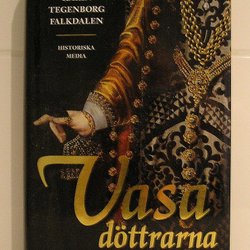 TEGENBORG
FALKDALEN
HISTORISKA
MEDIA
Vasa
döttrarna